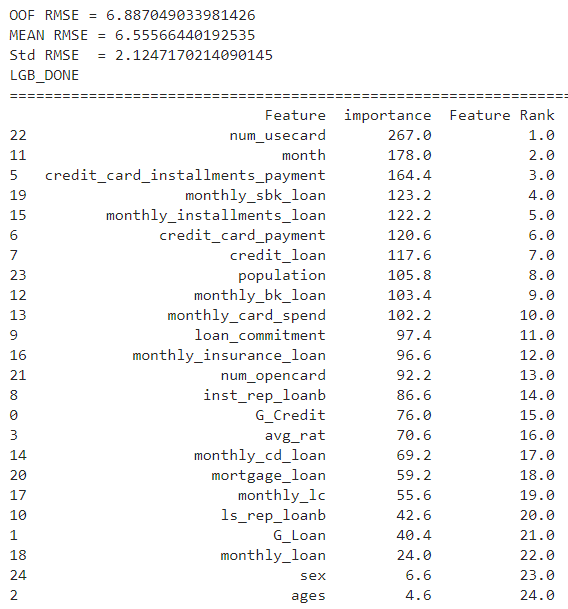 OOF RMSE = 6.887049033981426
MEAN RMSE = 6.55566440192535
Std RMSE  = 2.1247170214090145
LGB_DONE
================================================================
Feature  importance  Feature Rank
22  num_usecard  267.0  1.0
11  month  178.0  2.0
5  credit_card_installments_payment  164.4  3.0
19  monthly_sbk_loan  123.2  4.0
15  monthly_installments_loan  122.2  5.0
6  credit_card_payment  120.6  6.0
7  credit_loan  117.6  7.0
23  population  105.8  8.0
12  monthly_bk_loan  103.4  9.0
13  monthly_card_spend  102.2  10.0
9  loan_commitment  97.4  11.0
16  monthly_insurance_loan  96.6  12.0
21  num_opencard  92.2  13.0
8  inst_rep_loanb  86.6  14.0
0  G_Credit  76.0  15.0
3  avg_rat  70.6  16.0
14  monthly_cd_loan  69.2  17.0
20  mortgage_loan  59.2  18.0
17  monthly_lc  55.6  19.0
10  ls_rep_loanb  42.6  20.0
1  G_Loan  40.4  21.0
18  monthly_loan  24.0  22.0
24  sex  6.6  23.0
2  ages  4.6  24.0